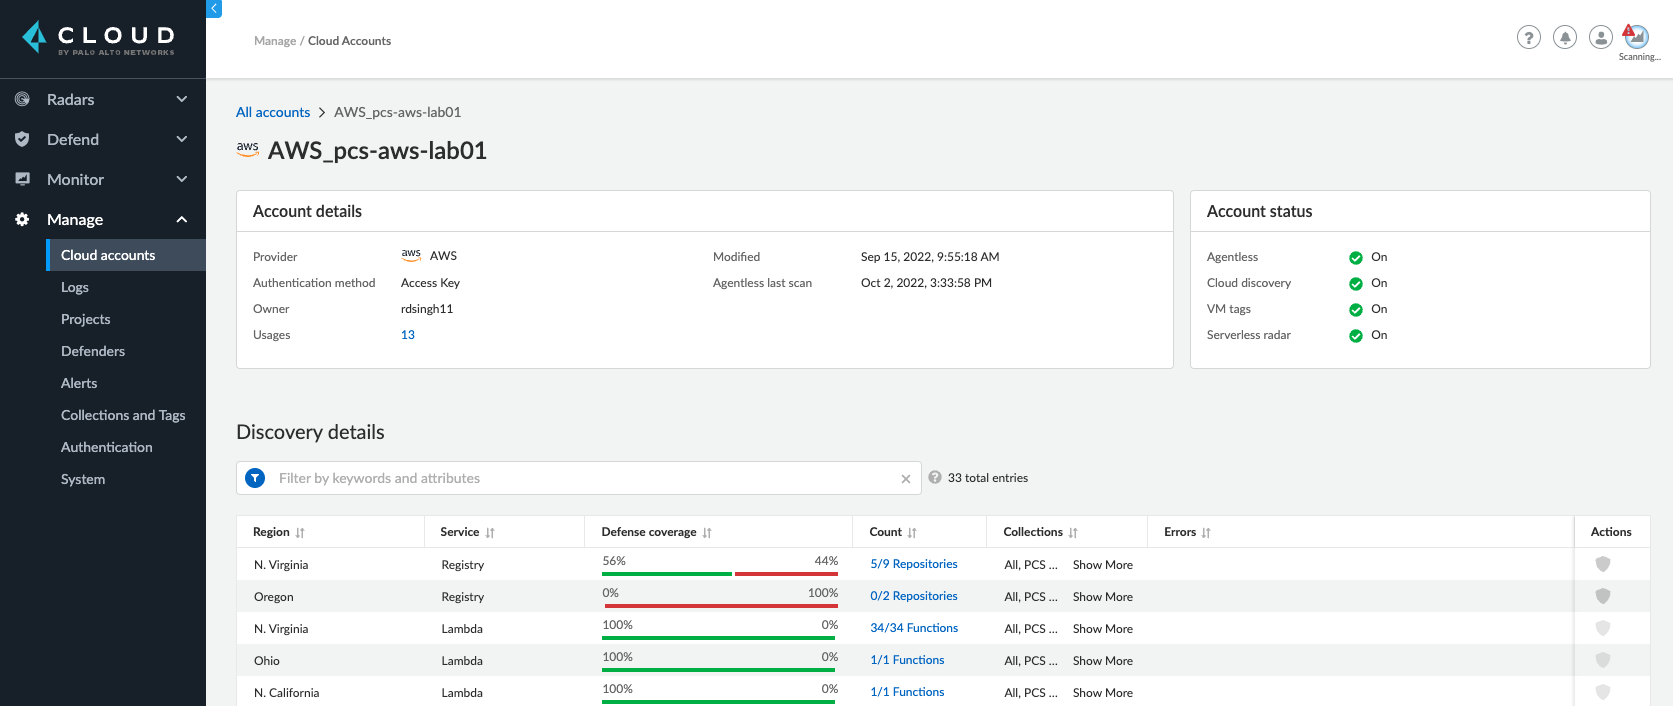 CLOUD
BY PALO ALTO NETWORKS
Manage / Cloud Accounts
Scanning...
Radars
Defend
Monitor
Manage
Cloud accounts
Logs
Projects
Defenders
Alerts
Collections and Tags
Authentication
System
All accounts > AWS_pcs-aws-lab01
aws AWS_pcs-aws-lab01
Account details
Provider aws AWS Modified Sep 15, 2022, 9:55:18 AM
Authentication method Access Key Agentless last scan Oct 2, 2022, 3:33:58 PM
Owner rdsingh11
Usages 13
Account status
Agentless On
Cloud discovery On
VM tags On
Serverless radar On
Discovery details
Filter by keywords and attributes × ? 33 total entries
Region Service Defense coverage Count Collections Errors Actions
N. Virginia Registry 56% 44% 5/9 Repositories All, PCS ... Show More
Oregon Registry 0% 100% 0/2 Repositories All, PCS ... Show More
N. Virginia Lambda 100% 0% 34/34 Functions All, PCS ... Show More
Ohio Lambda 100% 0% 1/1 Functions All, PCS ... Show More
N. California Lambda 100% 0% 1/1 Functions All, PCS ... Show More